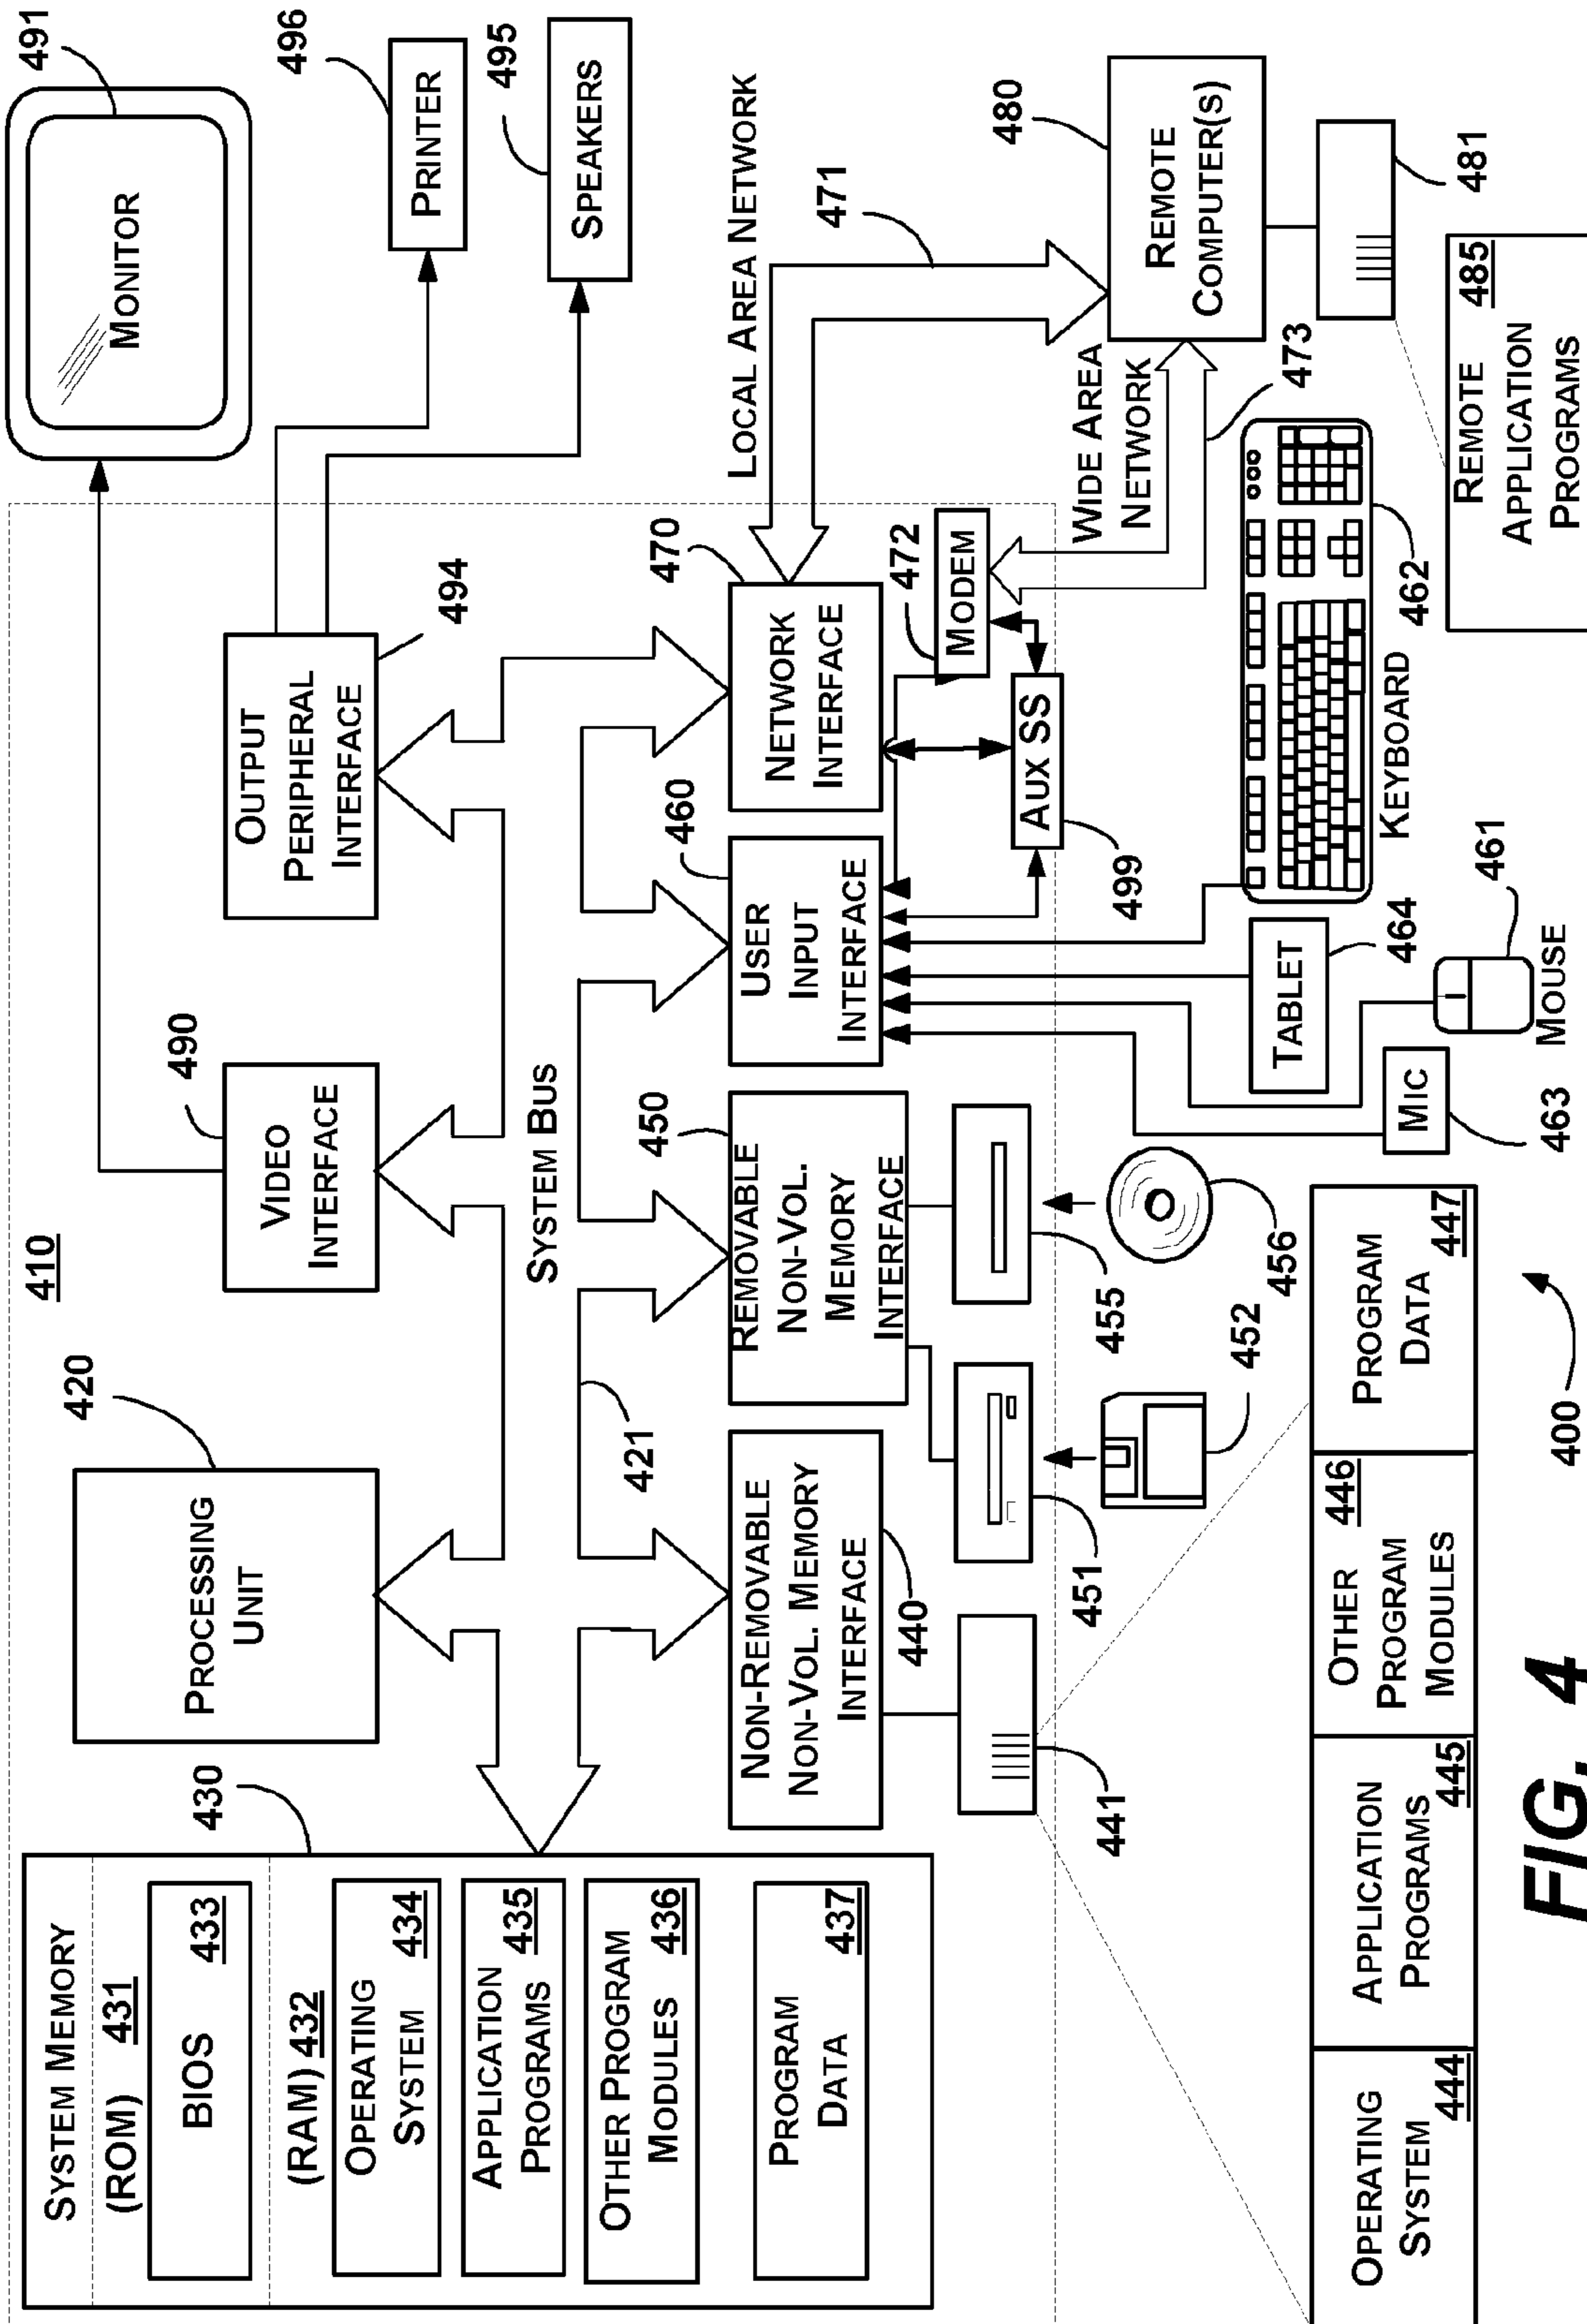 SYSTEM MEMORY
(ROM) 431
BIOS 433
(RAM) 432
OPERATING
SYSTEM 434
APPLICATION
PROGRAMS 435
OTHER PROGRAM
MODULES 436
PROGRAM
DATA 437
430
410
420
PROCESSING
UNIT
490
VIDEO
INTERFACE
OUTPUT
PERIPHERAL
INTERFACE
494
MONITOR
491
PRINTER
496
SPEAKERS
495
SYSTEM BUS
421
NON-REMOVABLE
NON-VOL. MEMORY
INTERFACE
440
450
REMOVABLE
NON-VOL.
MEMORY
INTERFACE
460
USER
INPUT
INTERFACE
470
NETWORK
INTERFACE
LOCAL AREA NETWORK
471
472
MODEM
AUX SS
499
WIDE AREA
NETWORK
473
480
REMOTE
COMPUTER(S)
481
REMOTE 485
APPLICATION
PROGRAMS
441
451
452
455
456
MIC
463
MOUSE
461
TABLET
464
KEYBOARD
462
OPERATING
SYSTEM 444
APPLICATION
PROGRAMS 445
OTHER 446
PROGRAM
MODULES
PROGRAM
DATA 447
400
FIG. 4